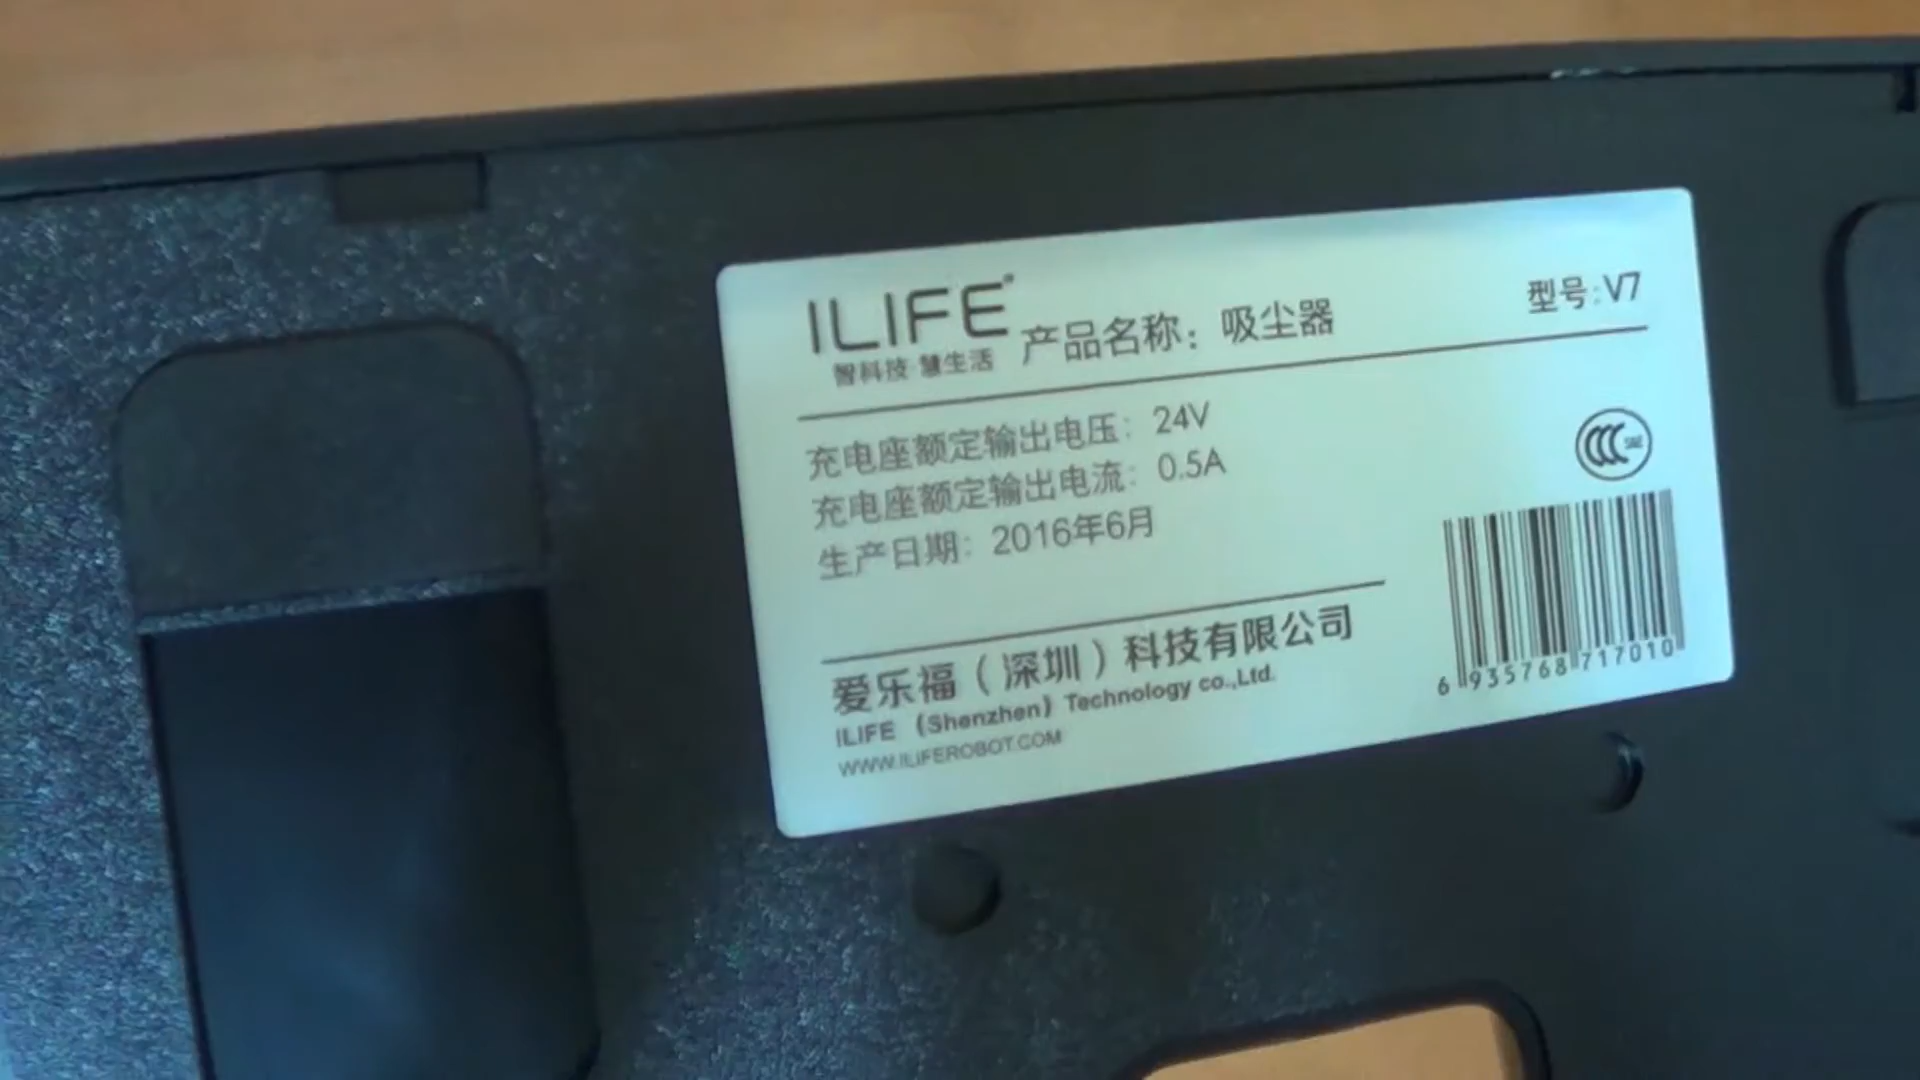 ILIFE®
智科技·慧生活
产品名称：吸尘器
型号：V7
充电座额定输出电压：24V
充电座额定输出电流：0.5A
生产日期：2016年6月
爱乐福（深圳）科技有限公司
ILIFE (Shenzhen) Technology co.,Ltd.
WWW.ILIFEROBOT.COM
6 935768 717010